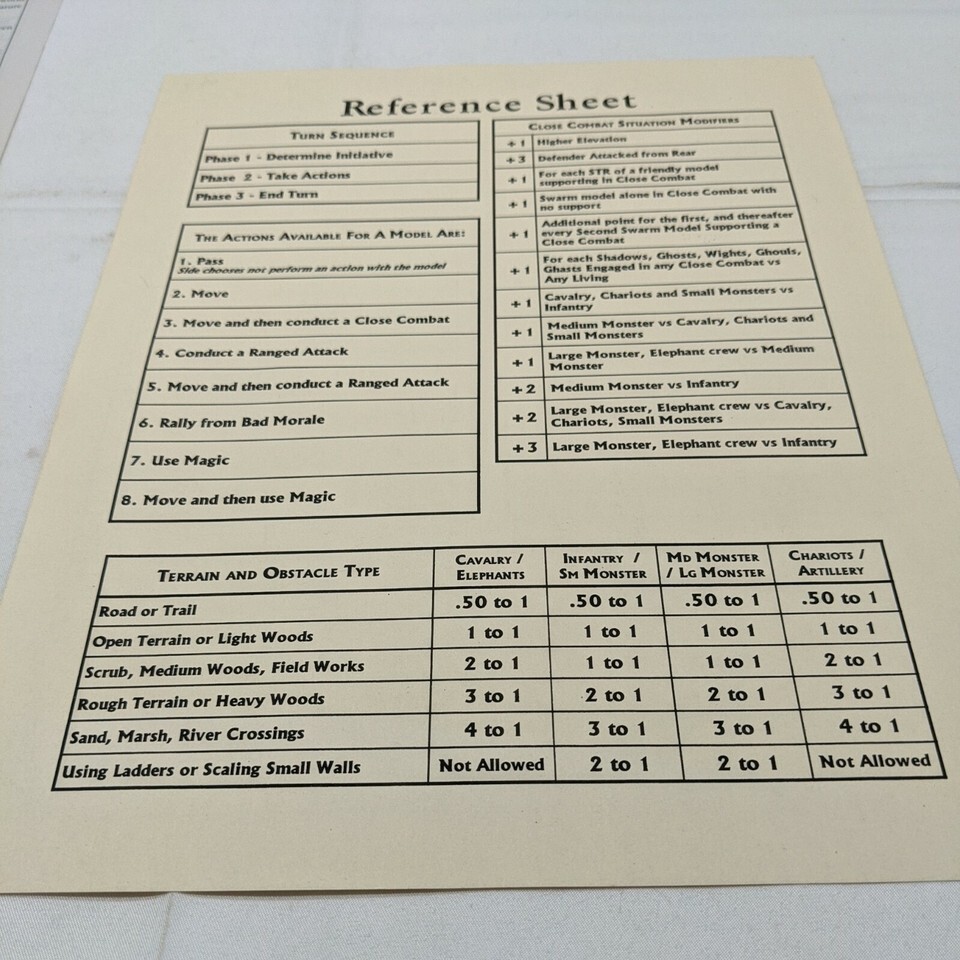 Reference Sheet
TURN SEQUENCE
Phase 1 - Determine Initiative
Phase 2 - Take Actions
Phase 3 - End Turn
THE ACTIONS AVAILABLE FOR A MODEL ARE:
1. Pass
Side chooses not perform an action with the model
2. Move
3. Move and then conduct a Close Combat
4. Conduct a Ranged Attack
5. Move and then conduct a Ranged Attack
6. Rally from Bad Morale
7. Use Magic
8. Move and then use Magic
CLOSE COMBAT SITUATION MODIFIERS
+1 Higher Elevation
+3 Defender Attacked from Rear
+1 For each STR of a friendly model
supporting in Close Combat
+1 Swarm model alone in Close Combat with
no support
+1 Additional point for the first, and thereafter
every Second Swarm Model Supporting a
Close Combat
+1 For each Shadows, Ghosts, Wights, Ghouls,
Ghasts Engaged in any Close Combat vs
Any Living
+1 Cavalry, Chariots and Small Monsters vs
Infantry
+1 Medium Monster vs Cavalry, Chariots and
Small Monsters
+1 Large Monster, Elephant crew vs Medium
Monster
+2 Medium Monster vs Infantry
+2 Large Monster, Elephant crew vs Cavalry,
Chariots, Small Monsters
+3 Large Monster, Elephant crew vs Infantry
TERRAIN AND OBSTACLE TYPE
CAVALRY /
ELEPHANTS
INFANTRY /
SM MONSTER
MD MONSTER
/ LG MONSTER
CHARIOTS /
ARTILLERY
Road or Trail .50 to 1 .50 to 1 .50 to 1 .50 to 1
Open Terrain or Light Woods 1 to 1 1 to 1 1 to 1 1 to 1
Scrub, Medium Woods, Field Works 2 to 1 1 to 1 1 to 1 2 to 1
Rough Terrain or Heavy Woods 3 to 1 2 to 1 2 to 1 3 to 1
Sand, Marsh, River Crossings 4 to 1 3 to 1 3 to 1 4 to 1
Using Ladders or Scaling Small Walls Not Allowed 2 to 1 2 to 1 Not Allowed